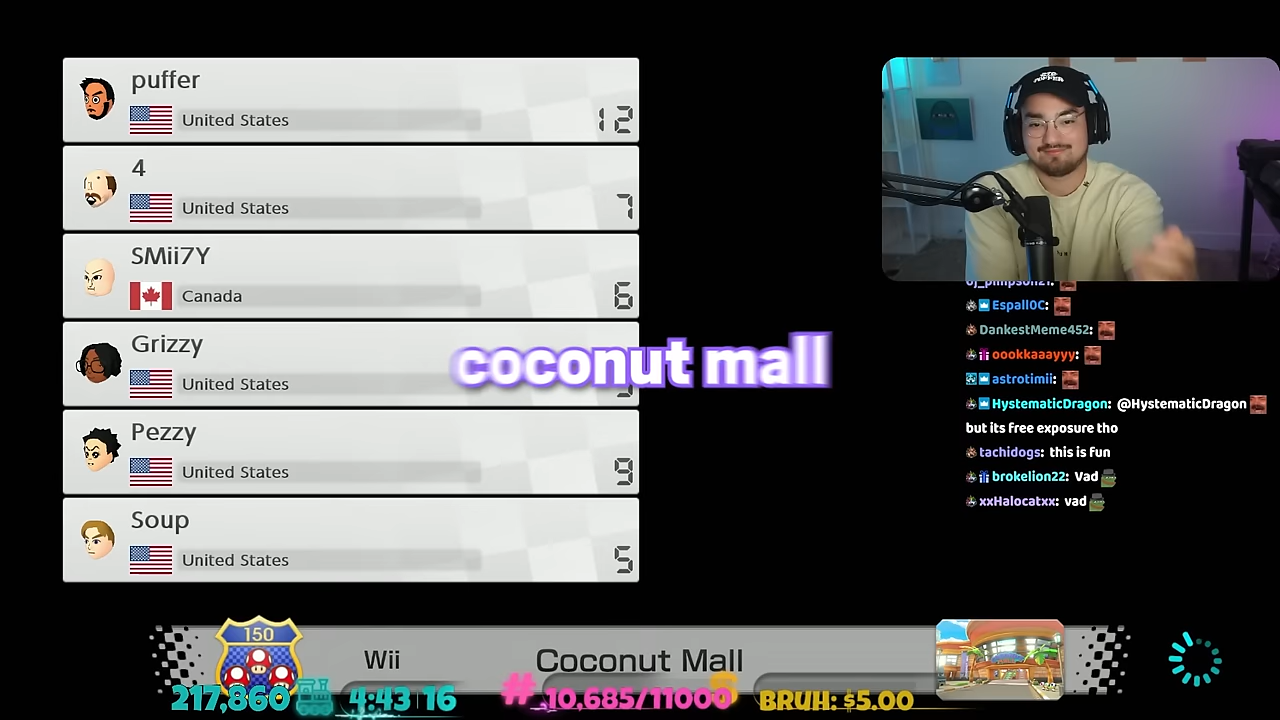 puffer
United States
12
4
United States
7
SMii7Y
Canada
6
Grizzy
United States
Pezzy
United States
9
Soup
United States
5
coconut mall
Espall0C:
DankestMeme452:
oookkaaayyy:
astrotimii:
HystematicDragon: @HystematicDragon
but its free exposure tho
tachidogs: this is fun
brokelion22: Vad
xxHalocatxx: vad
150
Wii
Coconut Mall
217,860
4:43 16
# 10,685/11000
BRUH: $5.00